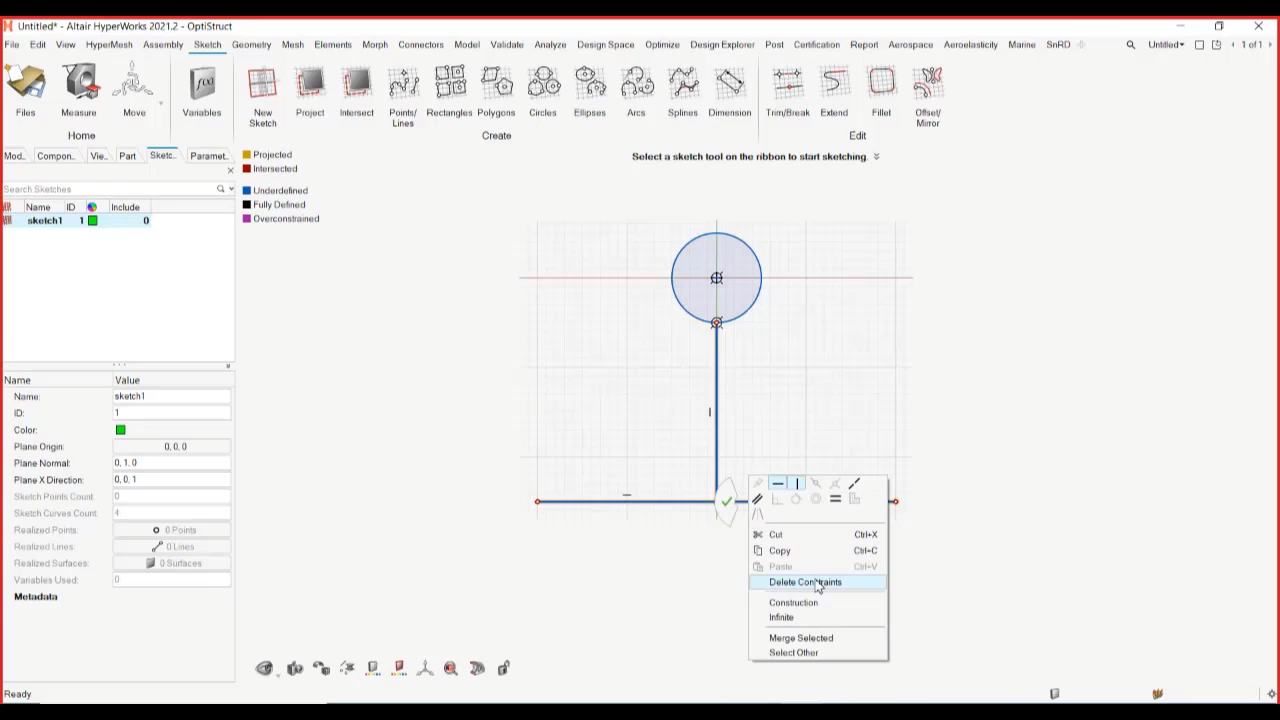 Untitled* - Altair HyperWorks 2021.2 - OptiStruct
File Edit View HyperMesh Assembly Sketch Geometry Mesh Elements Morph Connectors Model Validate Analyze Design Space Optimize Design Explorer Post Certification Report Aerospace Aeroelasticity Marine SnRD Untitled 1 of 1
Files Measure Move Variables New Sketch Project Intersect Points/ Lines Rectangles Polygons Circles Ellipses Arcs Splines Dimension Trim/Break Extend Fillet Offset/ Mirror
Home Create Edit
Mod... Compon... Vie... Part Sketc... Paramet...
Projected
Intersected
Underdefined
Fully Defined
Overconstrained
Select a sketch tool on the ribbon to start sketching.
Search Sketches
Name ID Include
sketch1 1 0
Name Value
Name: sketch1
ID: 1
Color:
Plane Origin: 0, 0, 0
Plane Normal: 0, 1, 0
Plane X Direction: 0, 0, 1
Sketch Points Count: 0
Sketch Curves Count: 4
Realized Points: 0 Points
Realized Lines: 0 Lines
Realized Surfaces: 0 Surfaces
Variables Used: 0
Metadata
Cut Ctrl+X
Copy Ctrl+C
Paste Ctrl+V
Delete Constraints
Construction
Infinite
Merge Selected
Select Other
Ready